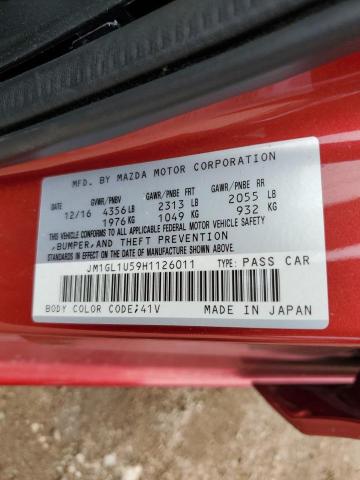 MFD. BY MAZDA MOTOR CORPORATION
GVWR/PNBV GAWR/PNBE FRT GAWR/PNBE RR
12/16 4356 LB 2313 LB 2055 LB
1976 KG 1049 KG 932 KG
THIS VEHICLE CONFORMS TO ALL APPLICABLE FEDERAL MOTOR VEHICLE SAFETY
,BUMPER,AND THEFT PREVENTION
STANDARDS IN EFFECT ON THE DATE OF MANUFACTURE SHOWN ABOVE.
JM1GL1U59H1126011 TYPE: PASS CAR
BODY COLOR CODE;41V MADE IN JAPAN